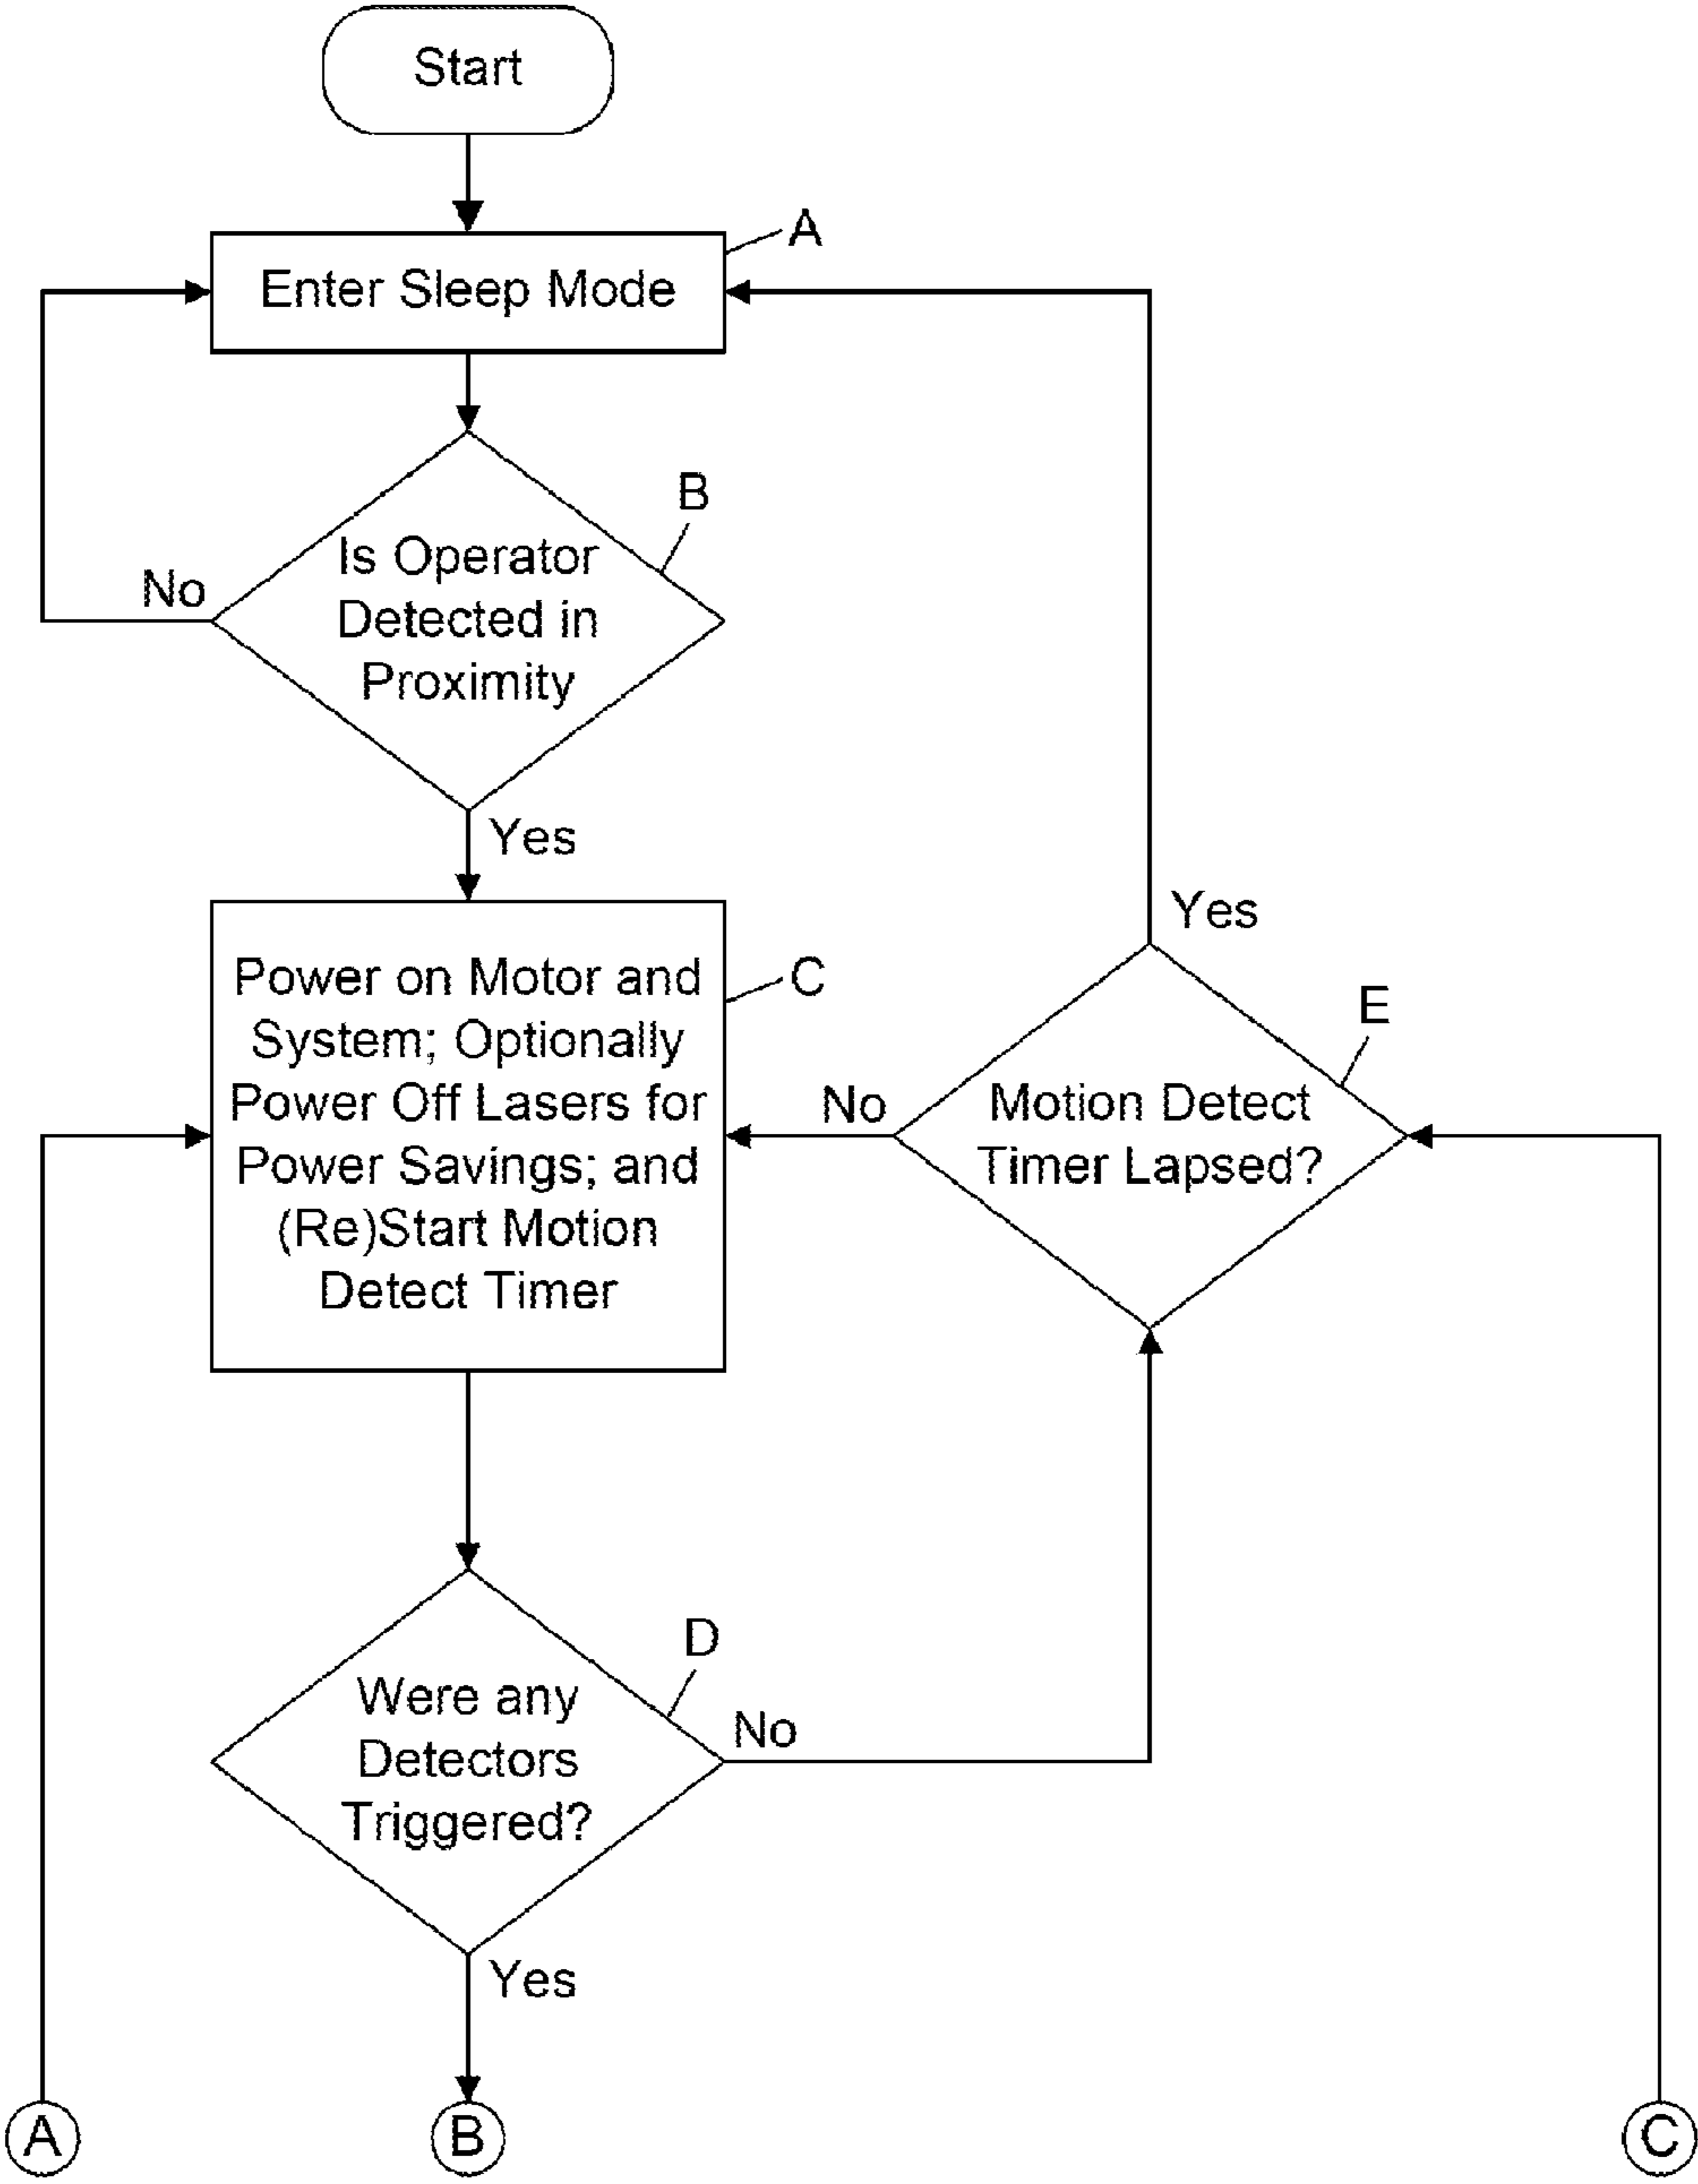 Start
A
Enter Sleep Mode
B
Is Operator
Detected in
Proximity
No
Yes
Yes
Power on Motor and
System; Optionally
Power Off Lasers for
Power Savings; and
(Re)Start Motion
Detect Timer
C
E
No
Motion Detect
Timer Lapsed?
D
Were any
Detectors
Triggered?
No
Yes
A
B
C